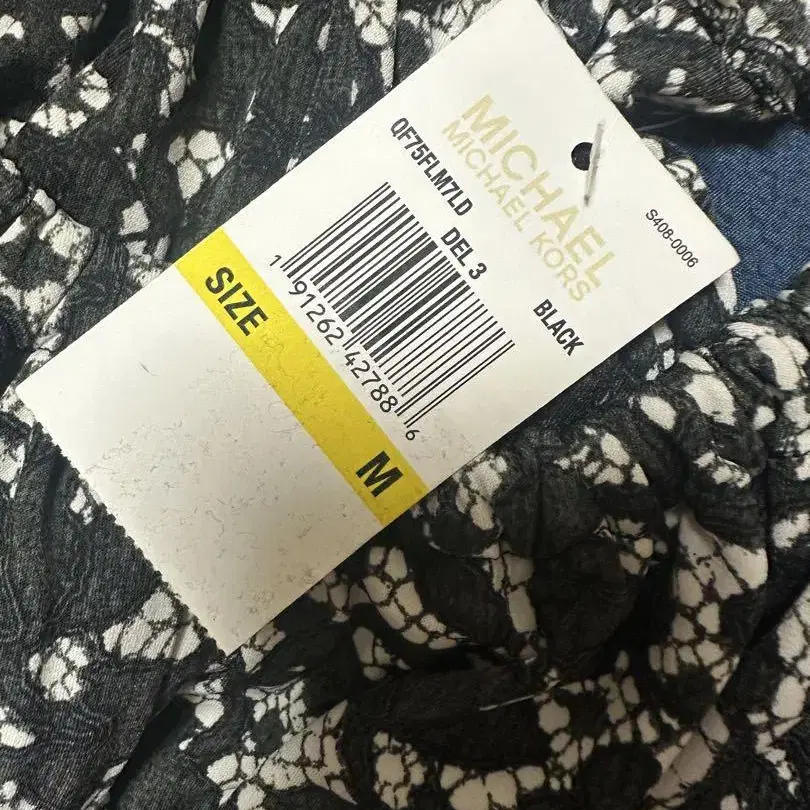 MICHAEL
MICHAEL KORS
S408-0006
QF75FLM7LD
DEL 3
BLACK
1 91262 42788 6
SIZE
M